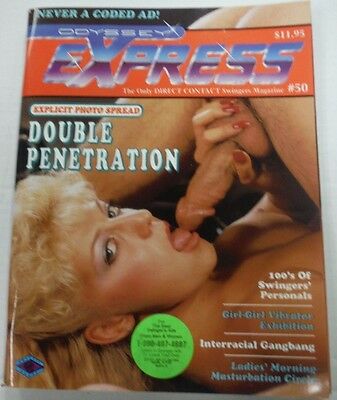 NEVER A CODED AD!
ODYSSEY
$11.95
EXPRESS
The Only DIRECT CONTACT Swingers Magazine
#50
EXPLICIT PHOTO SPREAD
DOUBLE
PENETRATION
100's Of
Swingers'
Personals
Girl-Girl Vibrator
Exhibition
Interracial Gangbang
Ladies' Morning
Masturbation Circle